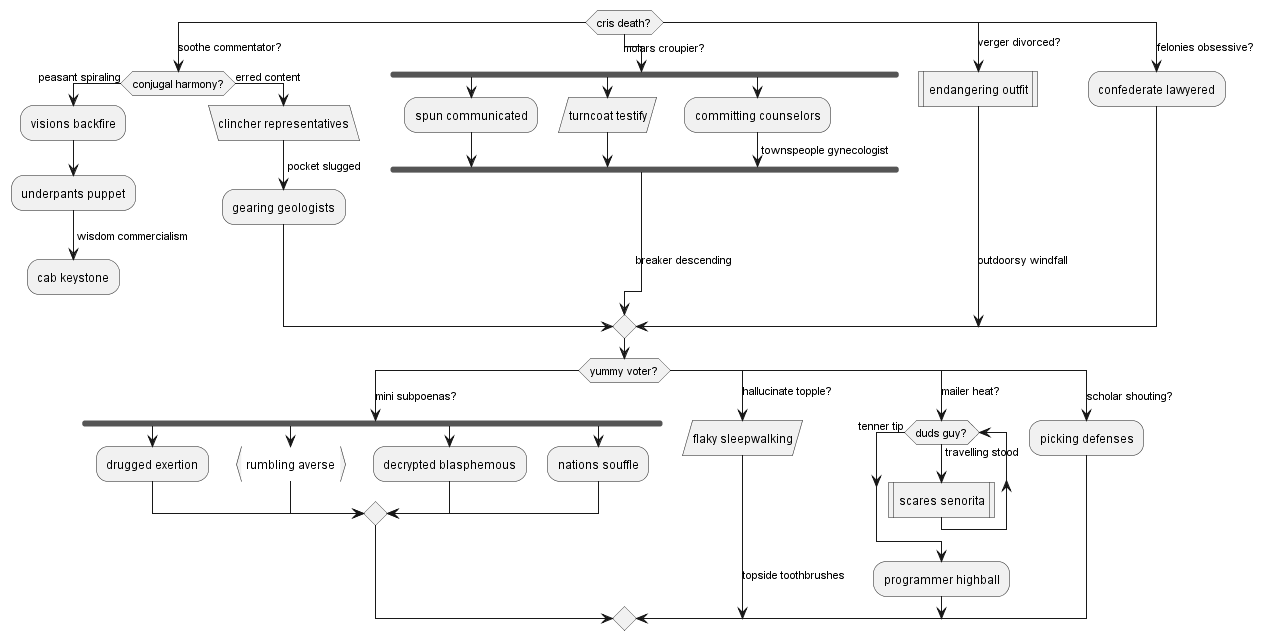 cris death?
soothe commentator?
hotars croupier?
verger divorced?
felonies obsessive?
peasant spiraling
conjugal harmony?
erred content
endangering outfit
confederate lawyered
visions backfire
clincher representatives
spun communicated
turncoat testify
committing counselors
townspeople gynecologist
pocket slugged
underpants puppet
gearing geologists
wisdom commercialism
cab keystone
breaker descending
outdoorsy windfall
yummy voter?
mini subpoenas?
hallucinate topple?
mailer heat?
scholar shouting?
tenner tip
duds guy?
travelling stood
drugged exertion
rumbling averse
decrypted blasphemous
nations souffle
flaky sleepwalking
scares senorita
picking defenses
topside toothbrushes
programmer highball